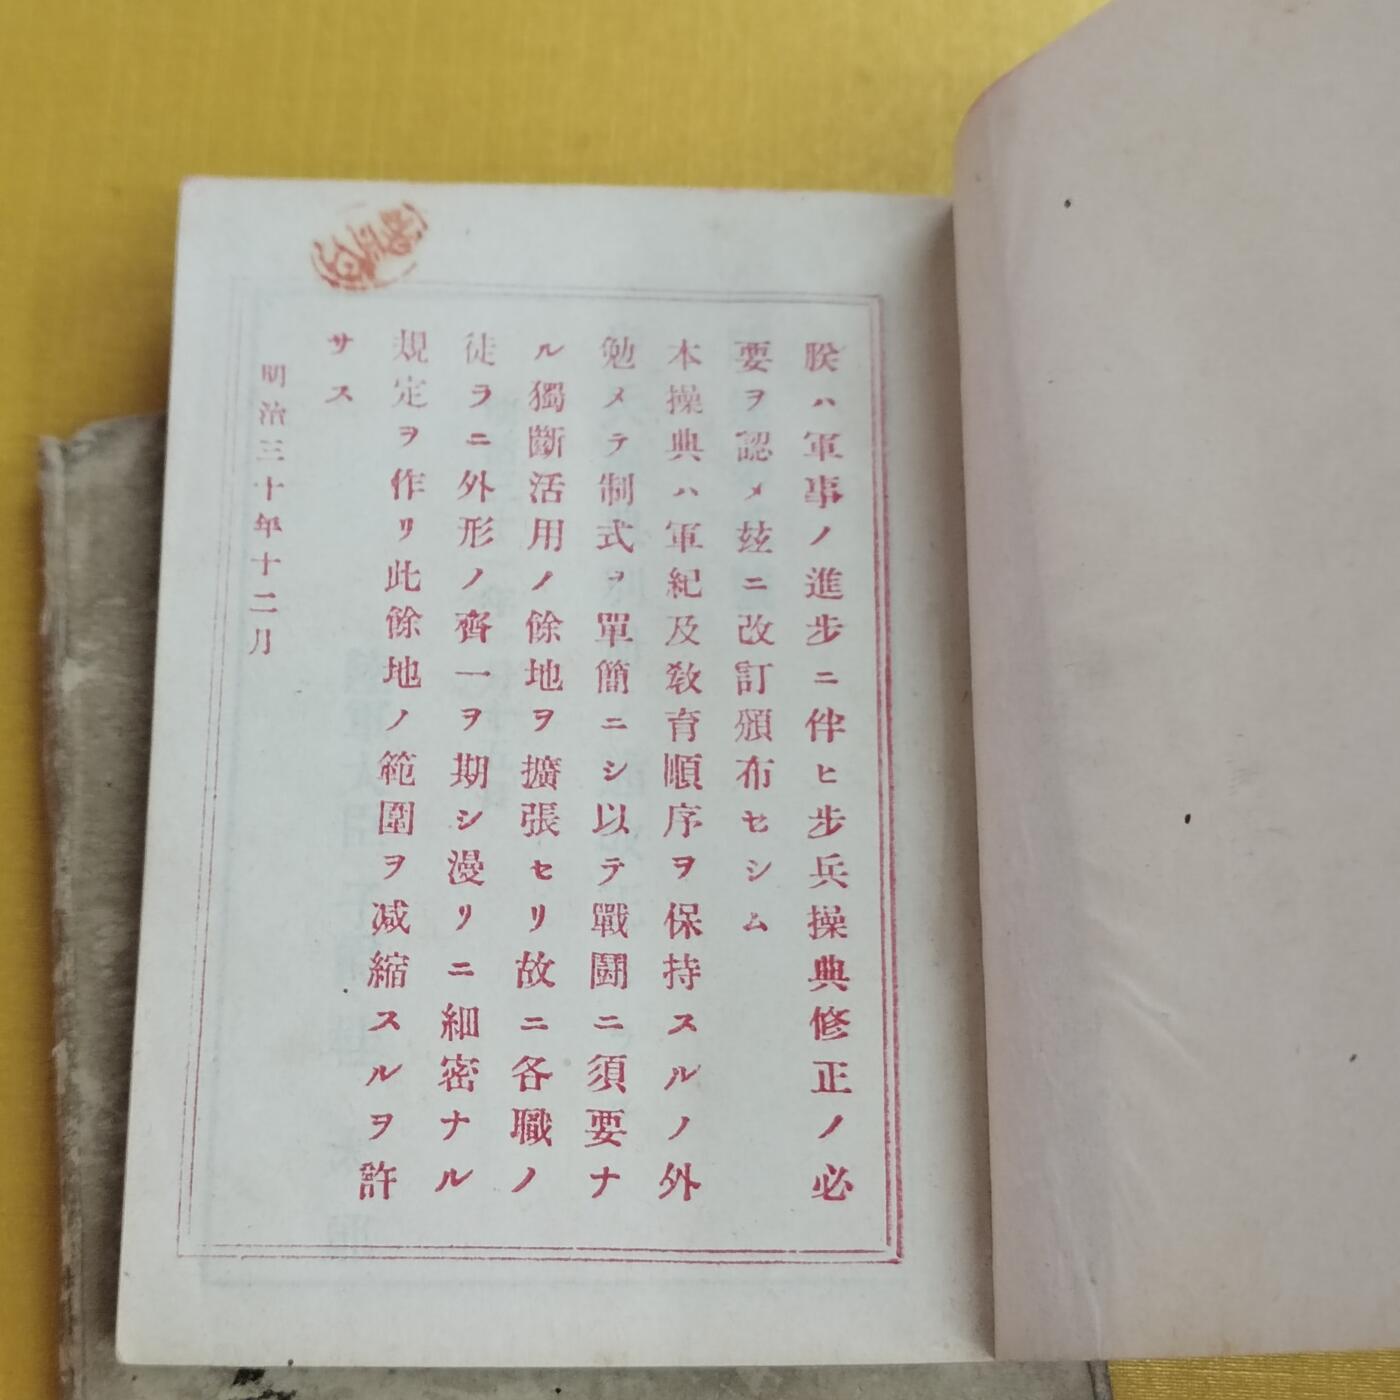 朕ハ軍事ノ進步ニ伴ヒ步兵操典修正ノ必
要ヲ認メ玆ニ改訂頒布セシム
本操典ハ軍紀及敎育順序ヲ保持スルノ外
勉メテ制式ヲ單簡ニシ以テ戰鬪ニ須要ナ
ル獨斷活用ノ餘地ヲ擴張セリ故ニ各職ノ
徒ラニ外形ノ齊一ヲ期シ漫リニ細密ナル
規定ヲ作リ此餘地ノ範圍ヲ减縮スルヲ許
サス
明治三十年十二月